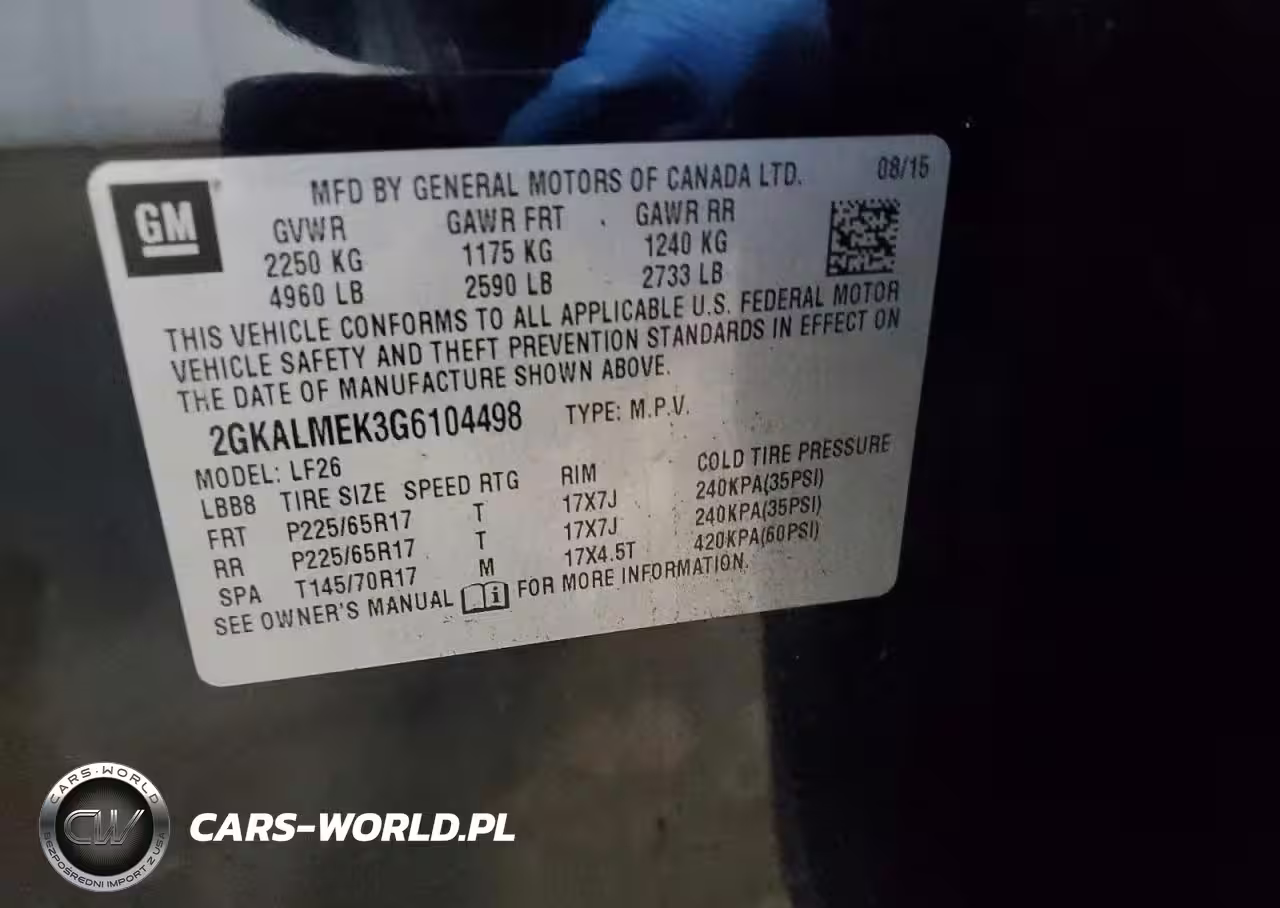 GM
MFD BY GENERAL MOTORS OF CANADA LTD. 08/15
GVWR GAWR FRT GAWR RR
2250 KG 1175 KG 1240 KG
4960 LB 2590 LB 2733 LB
THIS VEHICLE CONFORMS TO ALL APPLICABLE U.S. FEDERAL MOTOR
VEHICLE SAFETY AND THEFT PREVENTION STANDARDS IN EFFECT ON
THE DATE OF MANUFACTURE SHOWN ABOVE.
2GKALMEK3G6104498 TYPE: M.P.V.
MODEL: LF26
LBB8 TIRE SIZE SPEED RTG RIM COLD TIRE PRESSURE
FRT P225/65R17 T 17X7J 240KPA(35PSI)
RR P225/65R17 T 17X7J 240KPA(35PSI)
SPA T145/70R17 M 17X4.5T 420KPA(60PSI)
SEE OWNER'S MANUAL FOR MORE INFORMATION.
CARS-WORLD
CW
BEZPOŚREDNI IMPORT Z USA
CARS-WORLD.PL